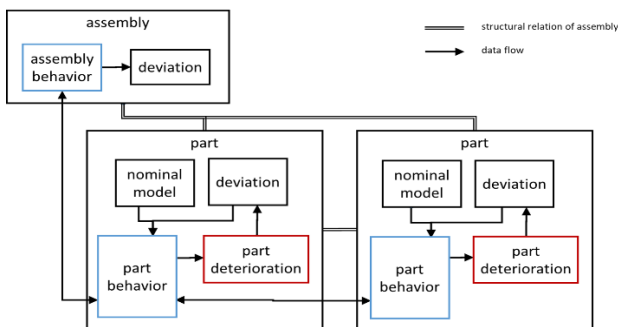 assembly
assembly
behavior
deviation
structural relation of assembly
data flow
part
nominal
model
deviation
part
behavior
part
deterioration
part
nominal
model
deviation
part
behavior
part
deterioration